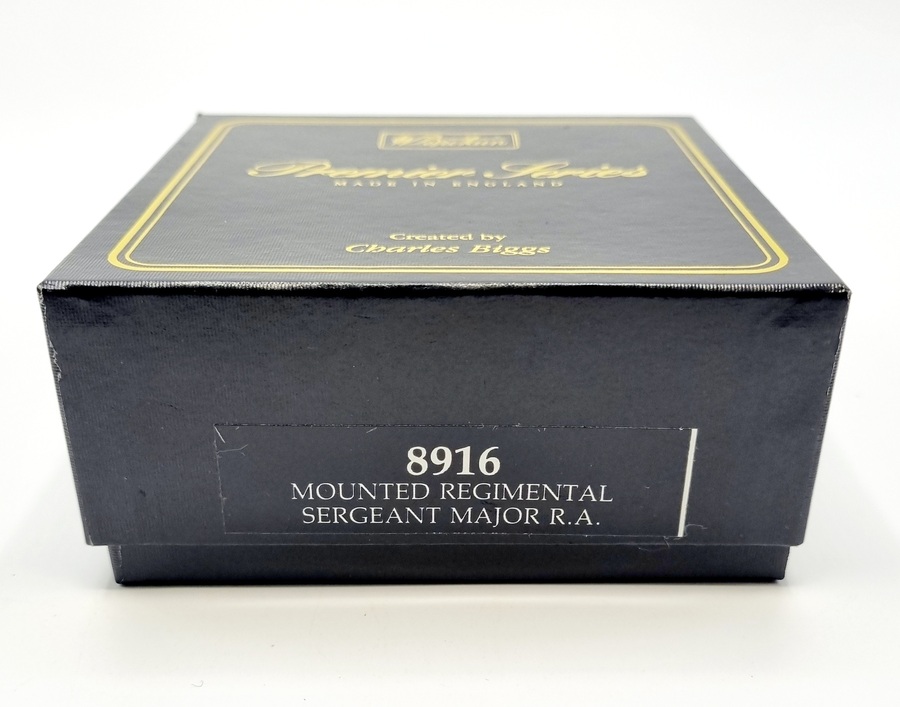 Premier Series
MADE IN ENGLAND
Created by
Charles Biggs
8916
MOUNTED REGIMENTAL
SERGEANT MAJOR R.A.